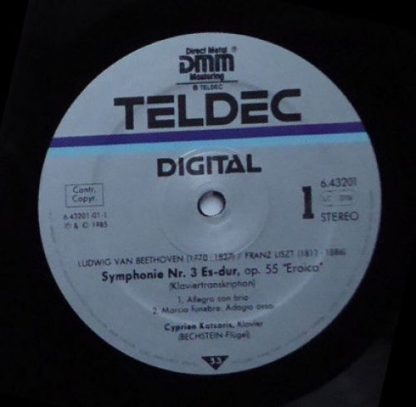 Direct Metal ®
DMM
Mastering
® TELDEC
TELDEC
DIGITAL
Contr.
Copyr.
6.43201-01-1
℗ & © 1985
1
6.43201
LC
STEREO
LUDWIG VAN BEETHOVEN (1770-1827) / FRANZ LISZT (1811-1886)
Symphonie Nr. 3 Es-dur, op. 55 "Eroica"
(Klaviertranskription)
1. Allegro con brio
2. Marcia funebre. Adagio assai
Cyprien Katsaris, Klavier
(BECHSTEIN-Flügel)
33